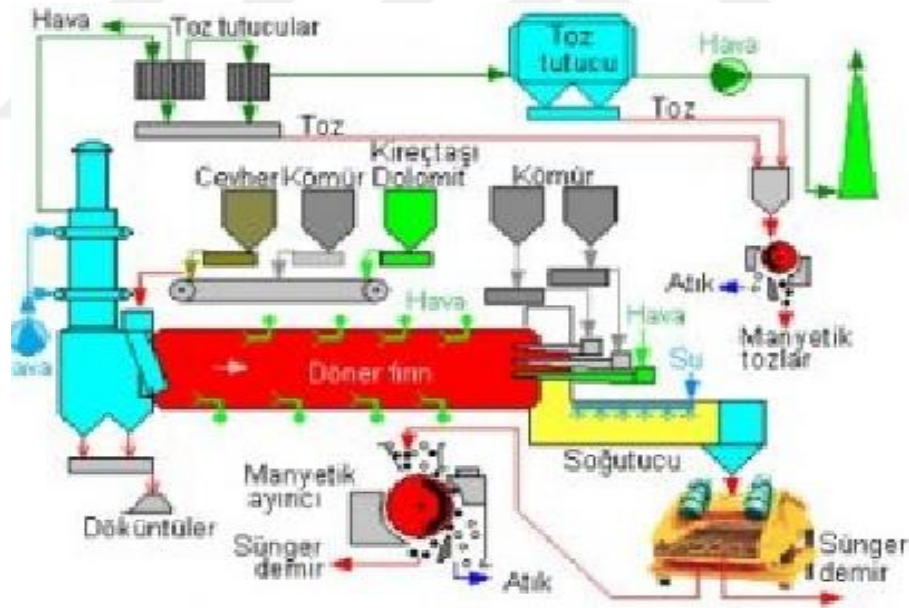 Hava
Toz tutucular
Toz
tutucu
Hava
Toz
Toz
Cevher
Kömür
Kireçtaşı
Dolomit
Kömür
Atık
Manyetik
tozlar
Hava
Hava
Su
ava
Döner fırın
Soğutucu
Manyetik
ayırıcı
Döküntüler
Sünger
demir
Atık
Sünger
demir